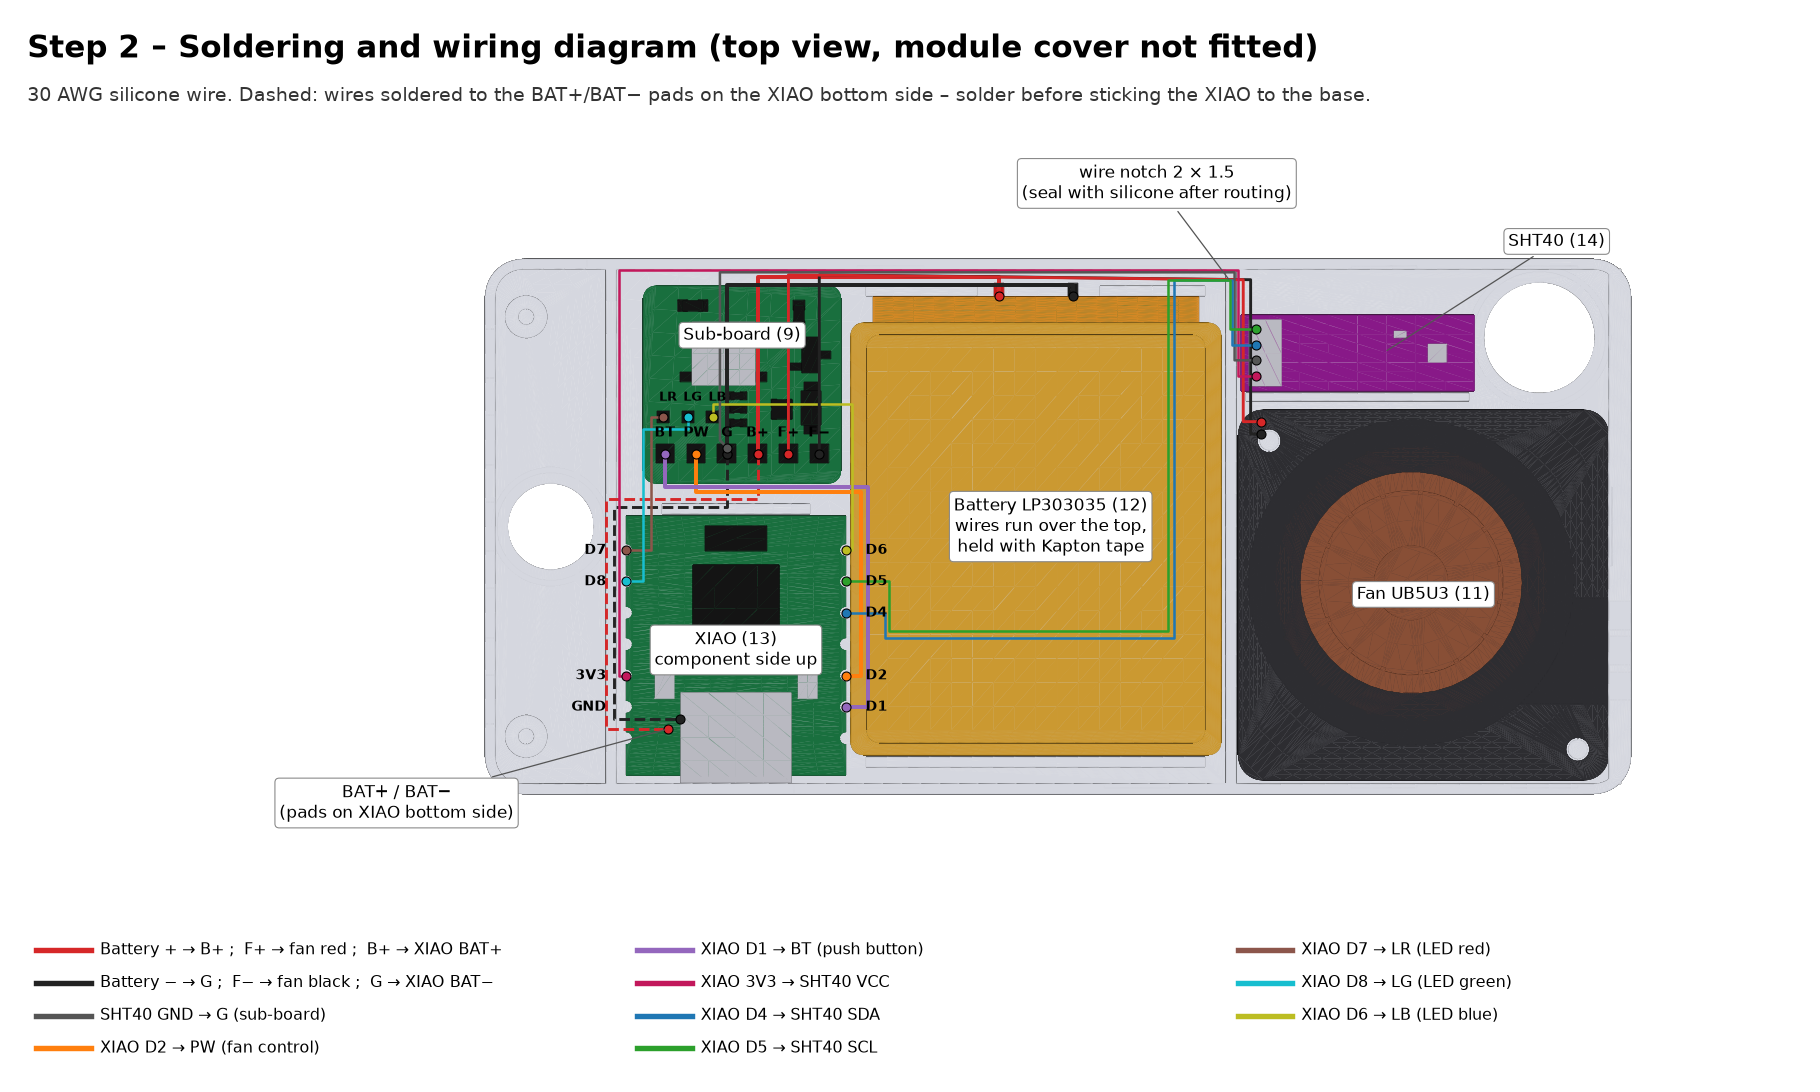 Step 2 – Soldering and wiring diagram (top view, module cover not fitted)
30 AWG silicone wire. Dashed: wires soldered to the BAT+/BAT− pads on the XIAO bottom side – solder before sticking the XIAO to the base.
wire notch 2 × 1.5
(seal with silicone after routing)
SHT40 (14)
Sub-board (9)
LR LG LB
BT PW G B+ F+ F−
Battery LP303035 (12)
wires run over the top,
held with Kapton tape
D7
D6
D8
D5
D4
Fan UB5U3 (11)
XIAO (13)
component side up
3V3
D2
GND
D1
BAT+ / BAT−
(pads on XIAO bottom side)
Battery + → B+ ;  F+ → fan red ;  B+ → XIAO BAT+
Battery − → G ;  F− → fan black ;  G → XIAO BAT−
SHT40 GND → G (sub-board)
XIAO D2 → PW (fan control)
XIAO D1 → BT (push button)
XIAO 3V3 → SHT40 VCC
XIAO D4 → SHT40 SDA
XIAO D5 → SHT40 SCL
XIAO D7 → LR (LED red)
XIAO D8 → LG (LED green)
XIAO D6 → LB (LED blue)